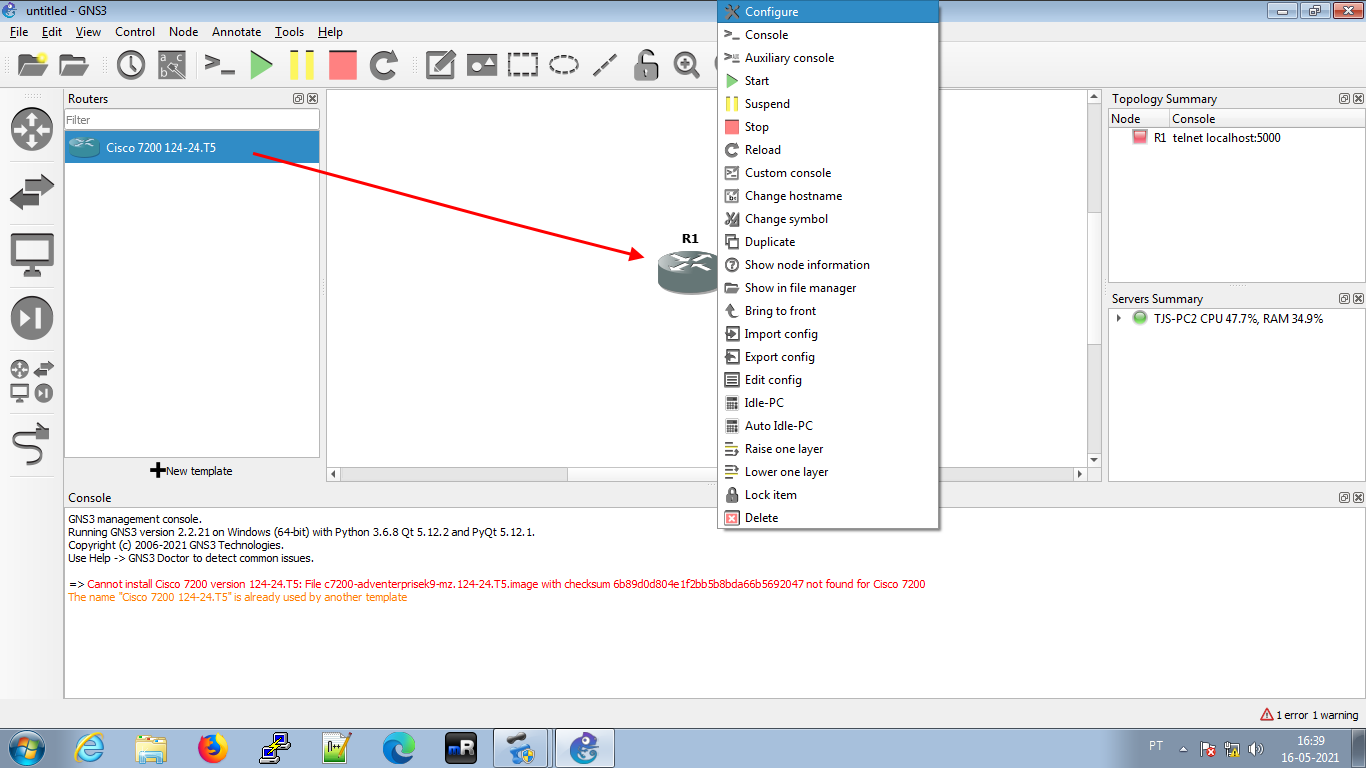 untitled - GNS3
File Edit View Control Node Annotate Tools Help
Routers
Filter
Cisco 7200 124-24.T5
New template
R1
Configure
Console
Auxiliary console
Start
Suspend
Stop
Reload
Custom console
Change hostname
Change symbol
Duplicate
Show node information
Show in file manager
Bring to front
Import config
Export config
Edit config
Idle-PC
Auto Idle-PC
Raise one layer
Lower one layer
Lock item
Delete
Topology Summary
Node Console
R1 telnet localhost:5000
Servers Summary
TJS-PC2 CPU 47.7%, RAM 34.9%
Console
GNS3 management console.
Running GNS3 version 2.2.21 on Windows (64-bit) with Python 3.6.8 Qt 5.12.2 and PyQt 5.12.1.
Copyright (c) 2006-2021 GNS3 Technologies.
Use Help -> GNS3 Doctor to detect common issues.
=> Cannot install Cisco 7200 version 124-24.T5: File c7200-adventerprisek9-mz.124-24.T5.image with checksum 6b89d0d804e1f2bb5b8bda66b5692047 not found for Cisco 7200
The name "Cisco 7200 124-24.T5" is already used by another template
1 error 1 warning
mR
PT
16:39
16-05-2021